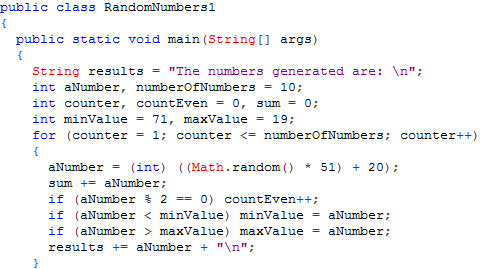 public class RandomNumbers1
{
public static void main(String[] args)
{
String results = "The numbers generated are: \n";
int aNumber, numberOfNumbers = 10;
int counter, countEven = 0, sum = 0;
int minValue = 71, maxValue = 19;
for (counter = 1; counter <= numberOfNumbers; counter++)
{
aNumber = (int) ((Math.random() * 51) + 20);
sum += aNumber;
if (aNumber % 2 == 0) countEven++;
if (aNumber < minValue) minValue = aNumber;
if (aNumber > maxValue) maxValue = aNumber;
results += aNumber + "\n";
}